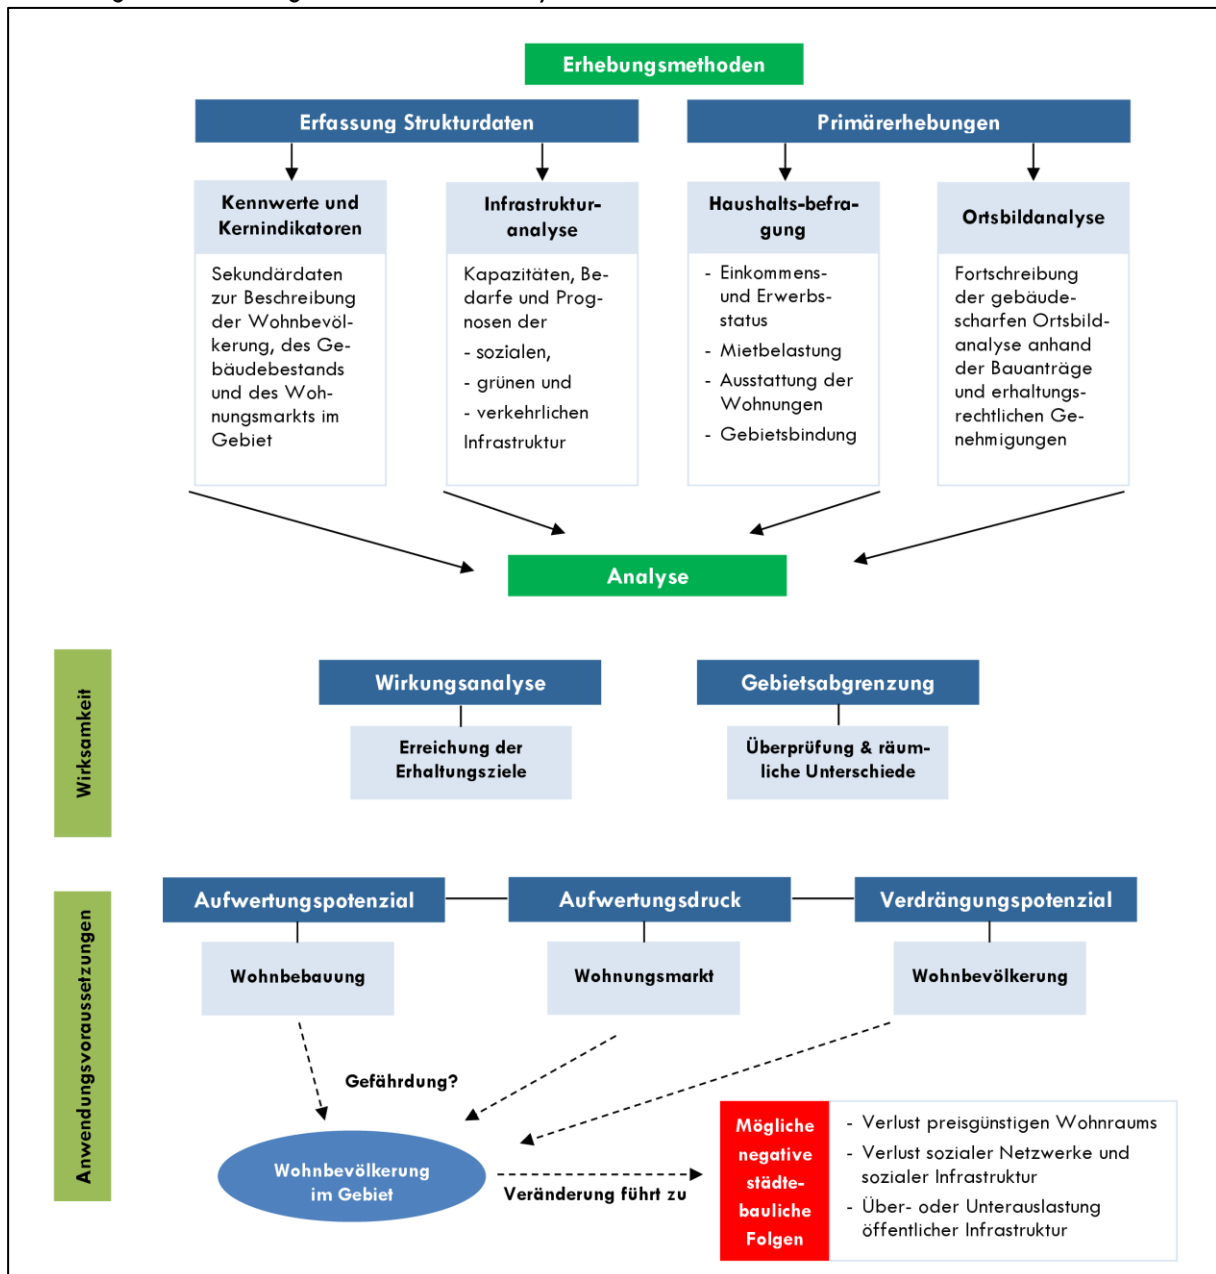 Erhebungsmethoden
Erfassung Strukturdaten
Primärerhebungen
Kennwerte und
Kernindikatoren
Sekundärdaten
zur Beschreibung
der Wohnbevöl-
kerung, des Ge-
bäudebestands
und des Woh-
nungsmarkts im
Gebiet
Infrastruktur-
analyse
Kapazitäten, Be-
darfe und Prog-
nosen der
- sozialen,
- grünen und
- verkehrlichen
Infrastruktur
Haushalts-befra-
gung
- Einkommens-
und Erwerbs-
status
- Mietbelastung
- Ausstattung der
Wohnungen
- Gebietsbindung
Ortsbildanalyse
Fortschreibung
der gebäude-
scharfen Ortsbild-
analyse anhand
der Bauanträge
und erhaltungs-
rechtlichen Ge-
nehmigungen
Analyse
Wirksamkeit
Wirkungsanalyse
Erreichung der
Erhaltungsziele
Gebietsabgrenzung
Überprüfung & räum-
liche Unterschiede
Anwendungsvoraussetzungen
Aufwertungspotenzial
Aufwertungsdruck
Verdrängungspotenzial
Wohnbebauung
Wohnungsmarkt
Wohnbevölkerung
Gefährdung?
Wohnbevölkerung
im Gebiet
Veränderung führt zu
Mögliche
negative
städte-
bauliche
Folgen
- Verlust preisgünstigen Wohnraums
- Verlust sozialer Netzwerke und
sozialer Infrastruktur
- Über- oder Unterauslastung
öffentlicher Infrastruktur